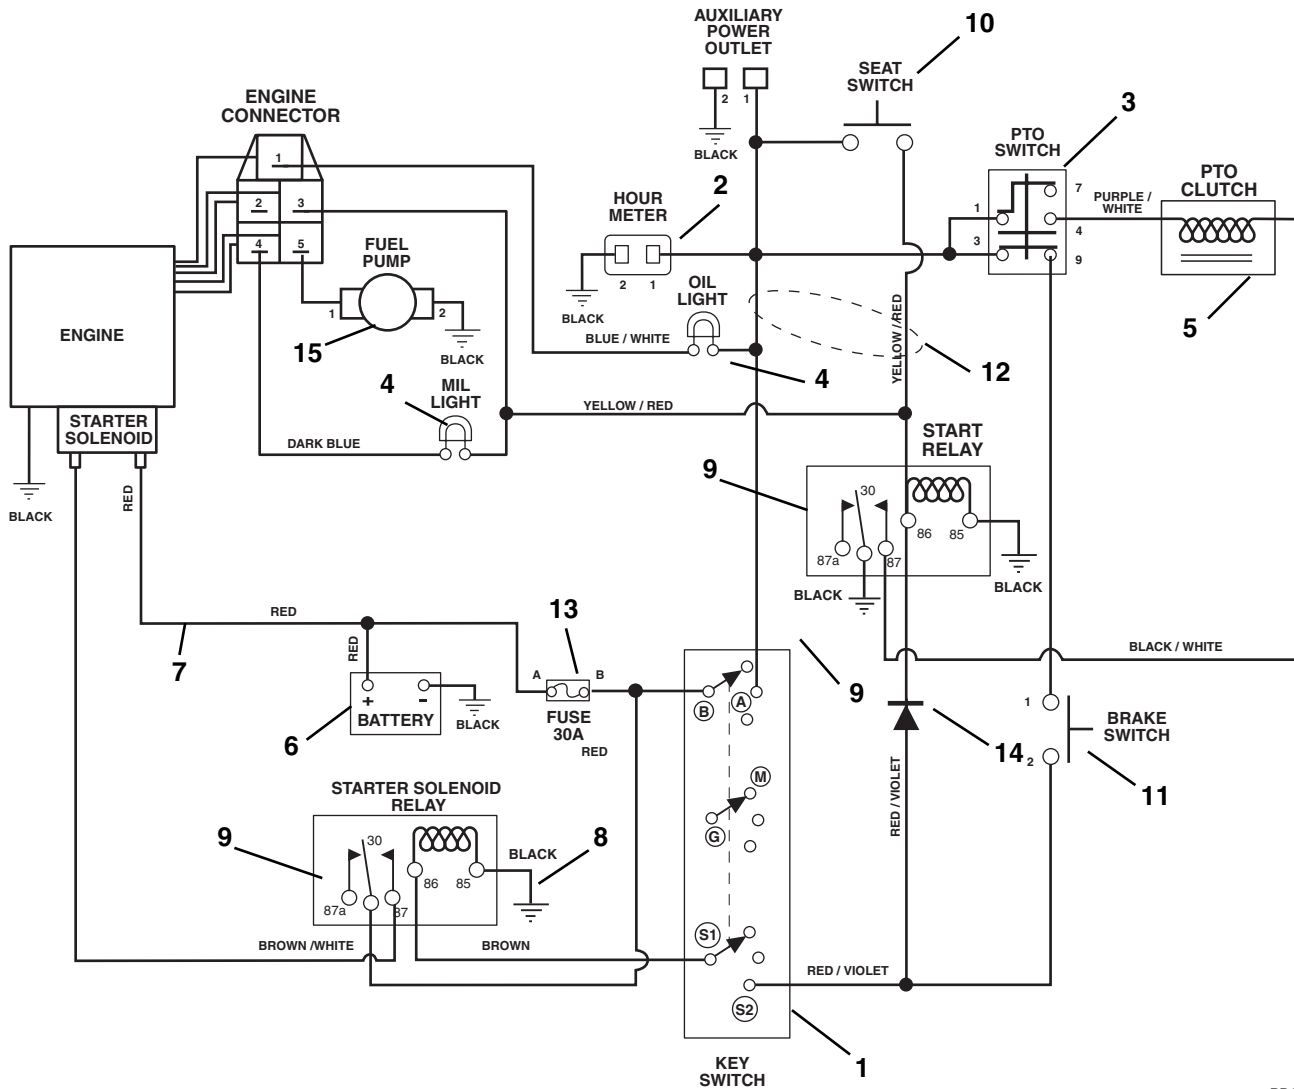 AUXILIARY
POWER
OUTLET
10
SEAT
SWITCH
3
PTO
SWITCH
ENGINE
CONNECTOR
2
1
BLACK
1
2
3
4
5
HOUR
METER
2
2
1
BLACK
1
3
7
4
9
PURPLE /
WHITE
PTO
CLUTCH
5
FUEL
PUMP
1
2
15
BLACK
OIL
LIGHT
BLUE / WHITE
4
YELLOW / RED
12
ENGINE
STARTER
SOLENOID
BLACK
RED
4
MIL
LIGHT
DARK BLUE
YELLOW / RED
START
RELAY
9
30
87a
87
86
85
BLACK
BLACK
RED
7
RED
+
-
BATTERY
6
BLACK
13
A
B
FUSE
30A
RED
9
BLACK / WHITE
B
A
M
G
S1
S2
14
1
2
BRAKE
SWITCH
11
RED / VIOLET
STARTER SOLENOID
RELAY
9
30
87a
87
86
85
BLACK
8
BROWN /WHITE
BROWN
RED / VIOLET
KEY
SWITCH
1